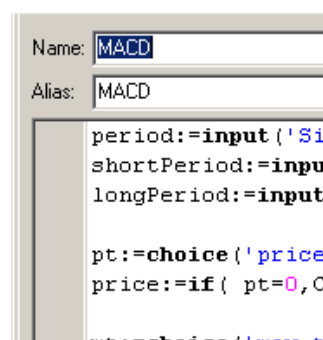 Name: MACD
Alias: MACD
period:=input('Si
shortPeriod:=inpu
longPeriod:=input
pt:=choice('price
price:=if( pt=0,C